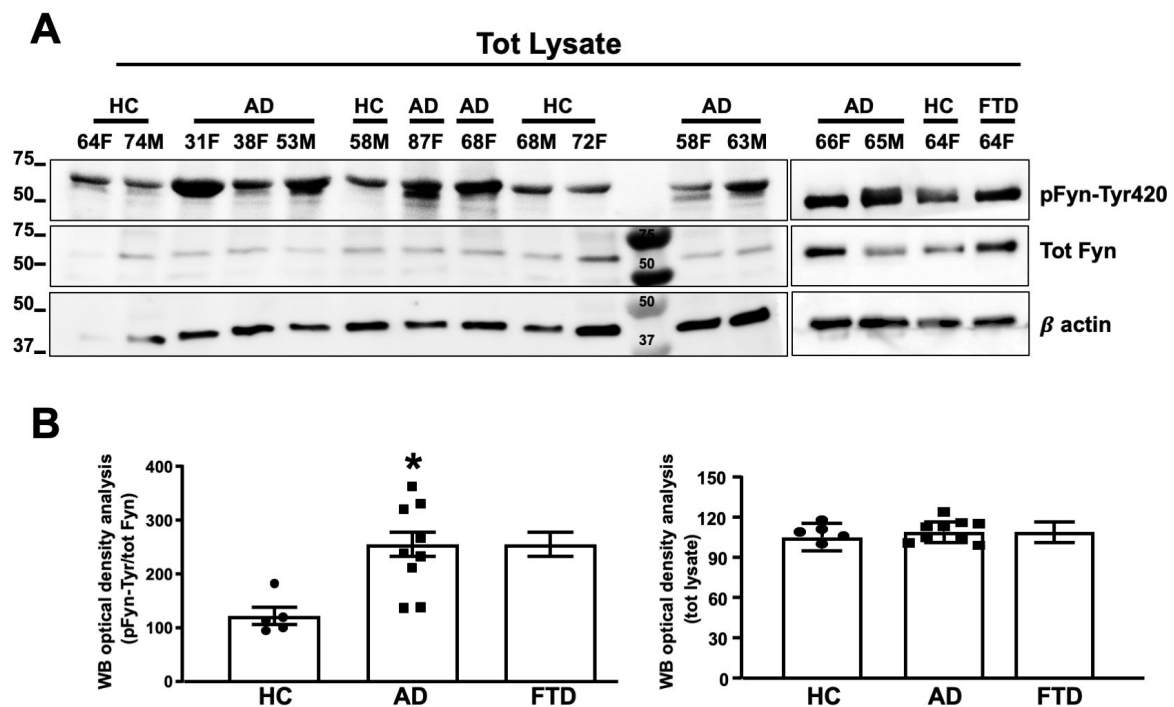 A
Tot Lysate
HC AD HC AD AD HC AD AD HC FTD
64F 74M 31F 38F 53M 58M 87F 68F 68M 72F 58F 63M 66F 65M 64F 64F
75
50
pFyn-Tyr420
75
50
75
50
Tot Fyn
50
37
50
37
β actin
B
WB optical density analysis
(pFyn-Tyr/tot Fyn)
400
300
200
100
0
*
HC AD FTD
WB optical density analysis
(tot lysate)
150
120
90
60
30
0
HC AD FTD